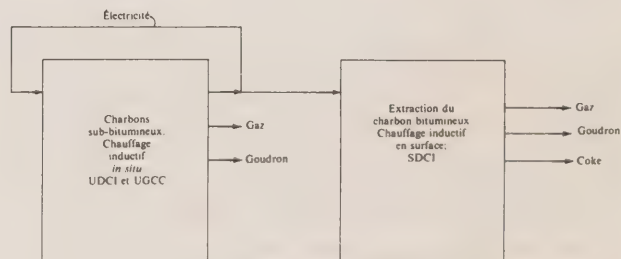 Électricité
Charbons
sub-bitumineux.
Chauffage
inductif
in situ
UDCI et UGCC
Gaz
Goudron
Extraction du
charbon bitumineux
Chauffage inductif
en surface;
SDCI
Gaz
Goudron
Coke